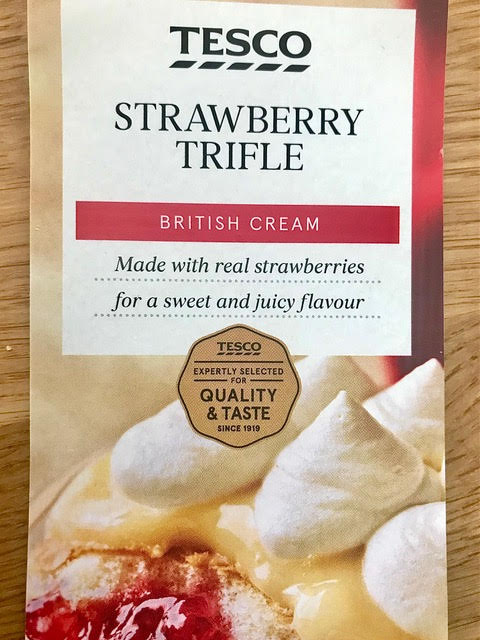 TESCO
STRAWBERRY
TRIFLE
BRITISH CREAM
Made with real strawberries
for a sweet and juicy flavour
TESCO
EXPERTLY SELECTED
FOR
QUALITY
& TASTE
SINCE 1919